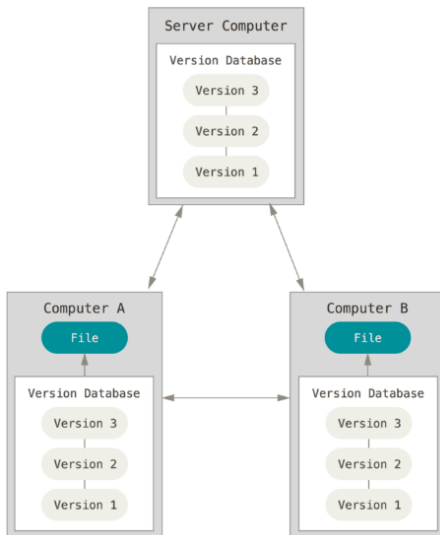 Server Computer
Version Database
Version 3
Version 2
Version 1
Computer A
File
Version Database
Version 3
Version 2
Version 1
Computer B
File
Version Database
Version 3
Version 2
Version 1